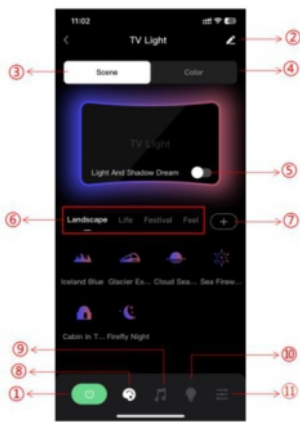 11:02
TV Light
②
③
Scene
Color
④
TV Light
Light And Shadow Dream
⑤
⑥
Landscape Life Festival Feel
⑦
Iceland Blue Glacier Ex... Cloud Sea... Sea Firew...
Cabin In T... Firefly Night
⑨
⑩
⑧
①
⑪